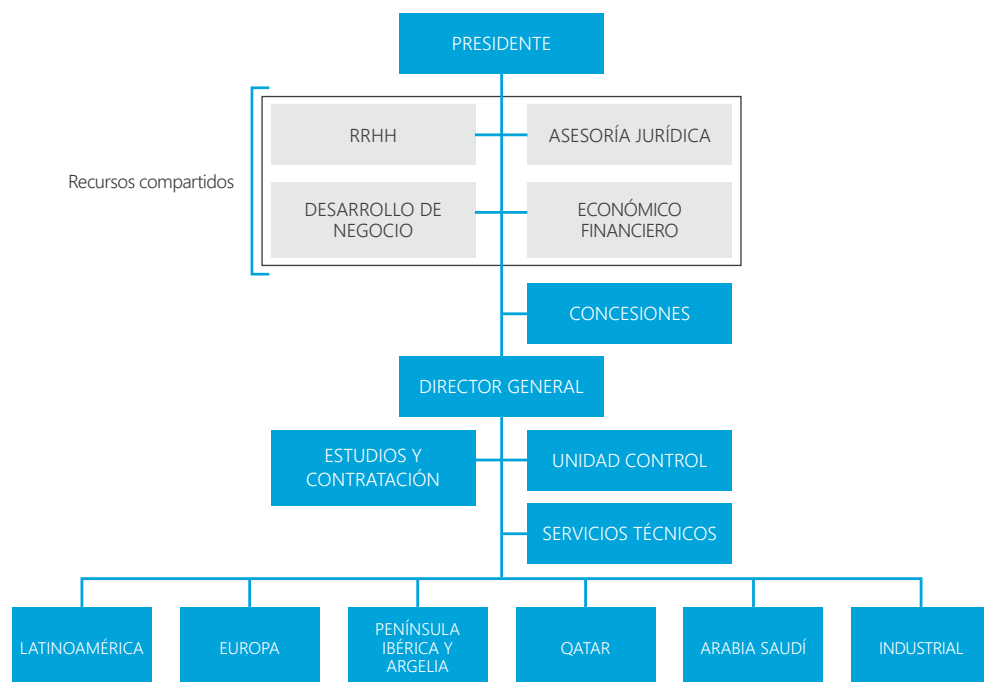 PRESIDENTE
RRHH
ASESORÍA JURÍDICA
Recursos compartidos
DESARROLLO DE
NEGOCIO
ECONÓMICO
FINANCIERO
CONCESIONES
DIRECTOR GENERAL
ESTUDIOS Y
CONTRATACIÓN
UNIDAD CONTROL
SERVICIOS TÉCNICOS
LATINOAMÉRICA
EUROPA
PENÍNSULA
IBÉRICA Y
ARGELIA
QATAR
ARABIA SAUDÍ
INDUSTRIAL